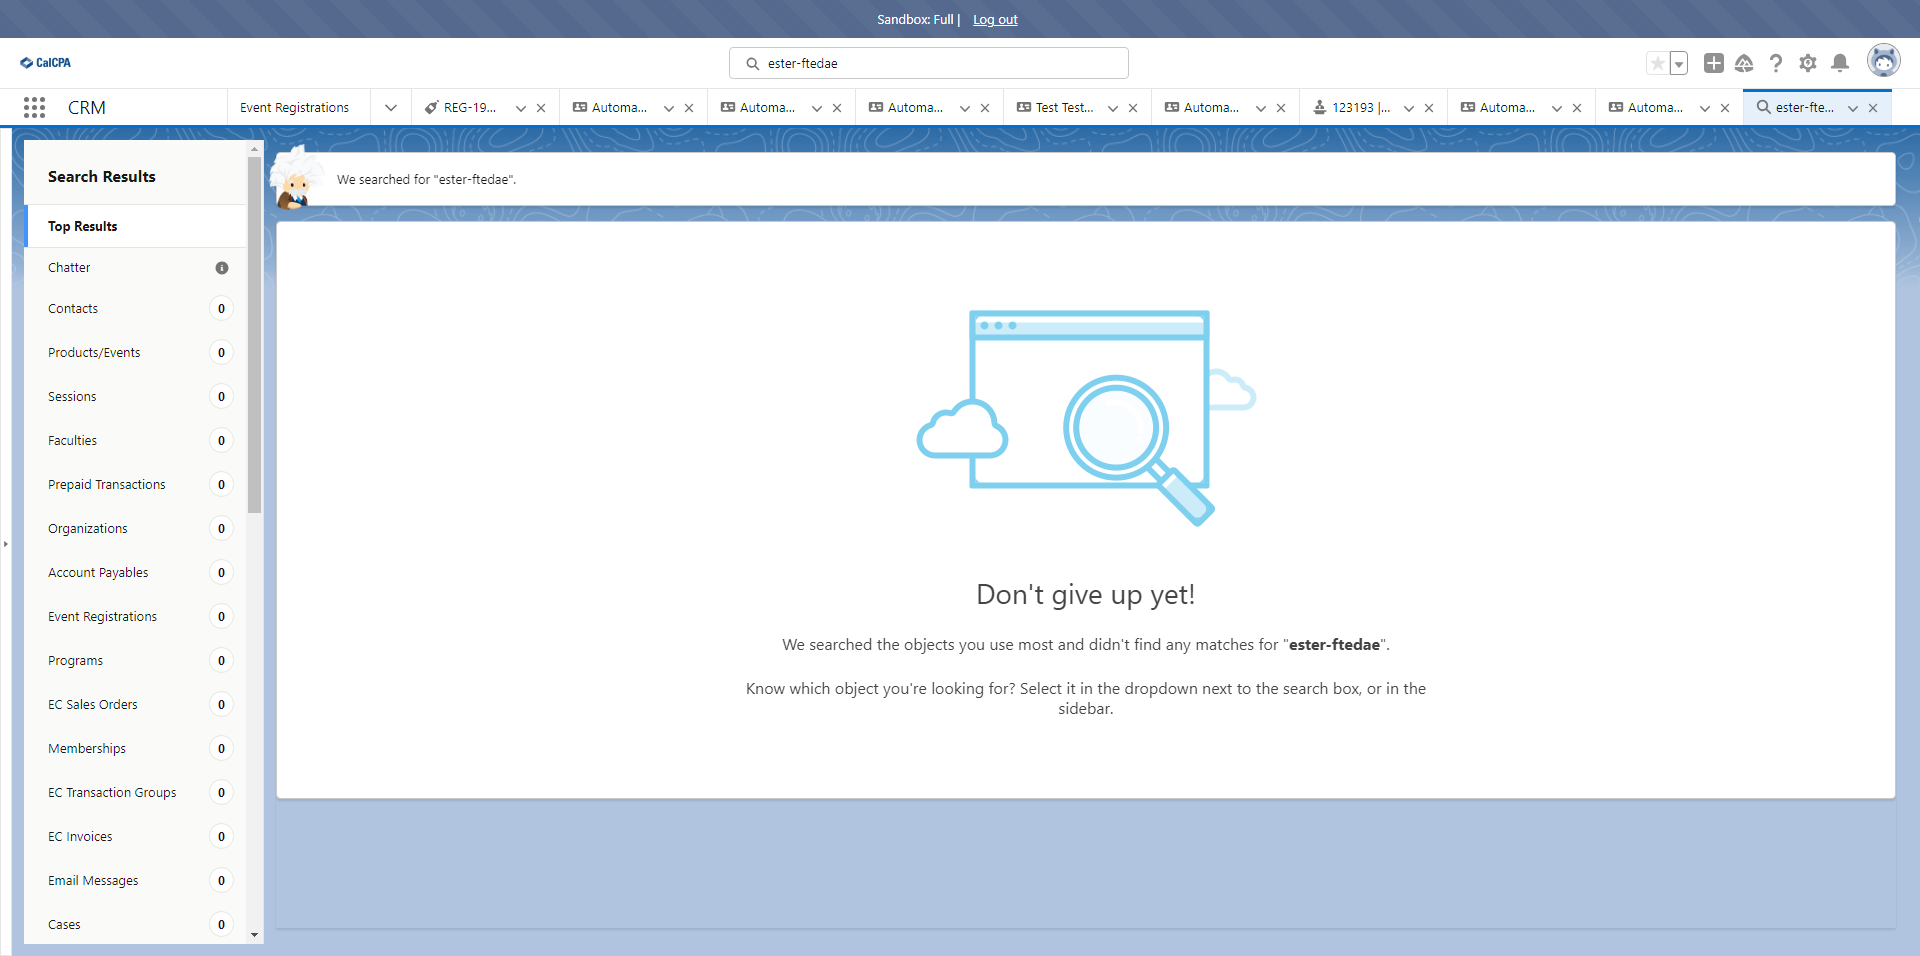 Sandbox: Full | Log out
CalCPA
ester-ftedae
CRM
Event Registrations
REG-19...
Automa...
Automa...
Automa...
Test Test...
Automa...
123193 |...
Automa...
Automa...
ester-fte...
Search Results
Top Results
Chatter
Contacts 0
Products/Events 0
Sessions 0
Faculties 0
Prepaid Transactions 0
Organizations 0
Account Payables 0
Event Registrations 0
Programs 0
EC Sales Orders 0
Memberships 0
EC Transaction Groups 0
EC Invoices 0
Email Messages 0
Cases 0
We searched for "ester-ftedae".
Don't give up yet!
We searched the objects you use most and didn't find any matches for "ester-ftedae".
Know which object you're looking for? Select it in the dropdown next to the search box, or in the
sidebar.